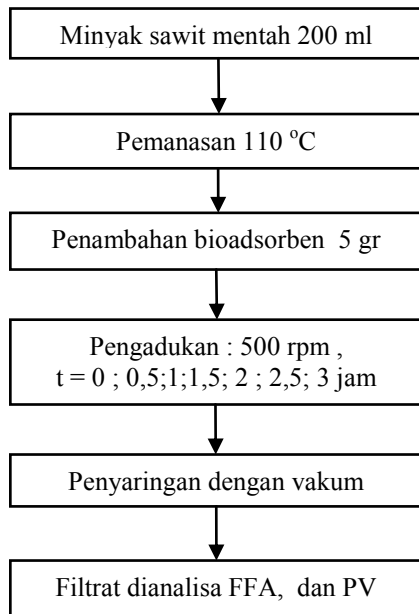 Minyak sawit mentah 200 ml
Pemanasan 110 °C
Penambahan bioadsorben 5 gr
Pengadukan : 500 rpm ,
t = 0 ; 0,5;1;1,5; 2 ; 2,5; 3 jam
Penyaringan dengan vakum
Filtrat dianalisa FFA, dan PV